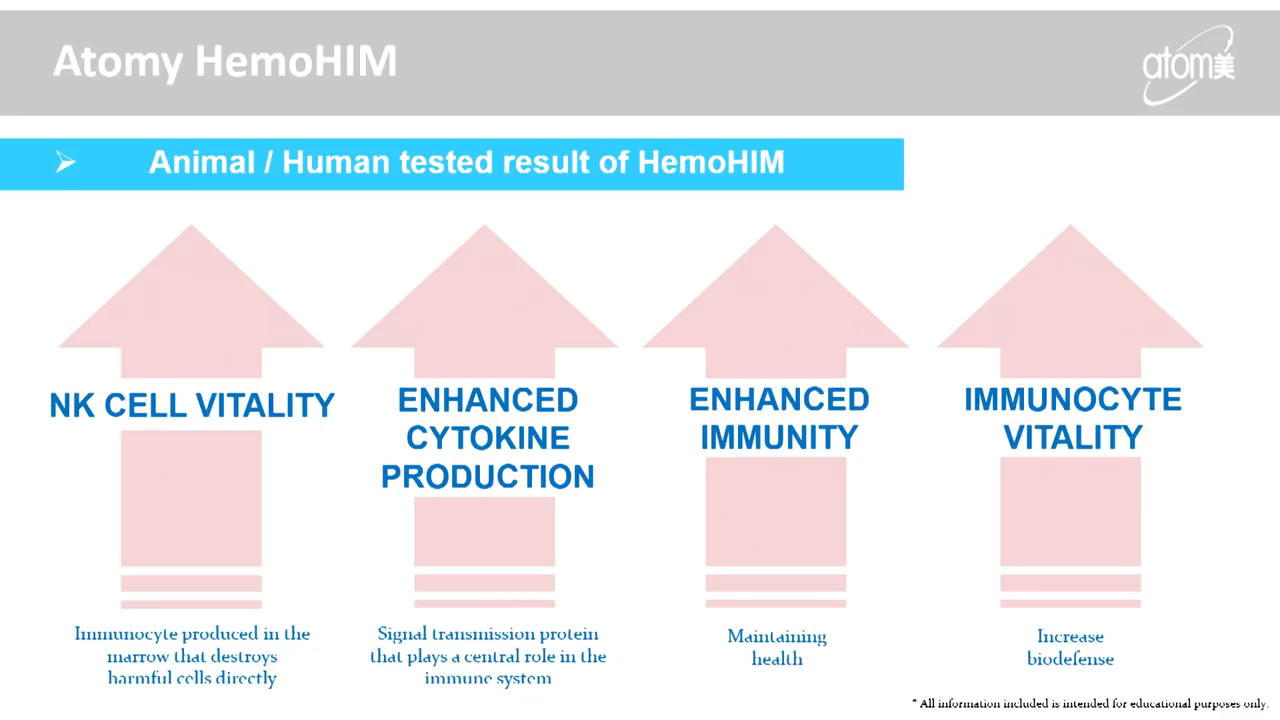 Atomy HemoHIM
atom美
Animal / Human tested result of HemoHIM
NK CELL VITALITY
Immunocyte produced in the
marrow that destroys
harmful cells directly
ENHANCED
CYTOKINE
PRODUCTION
Signal transmission protein
that plays a central role in the
immune system
ENHANCED
IMMUNITY
Maintaining
health
IMMUNOCYTE
VITALITY
Increase
biodefense
* All information included is intended for educational purposes only.